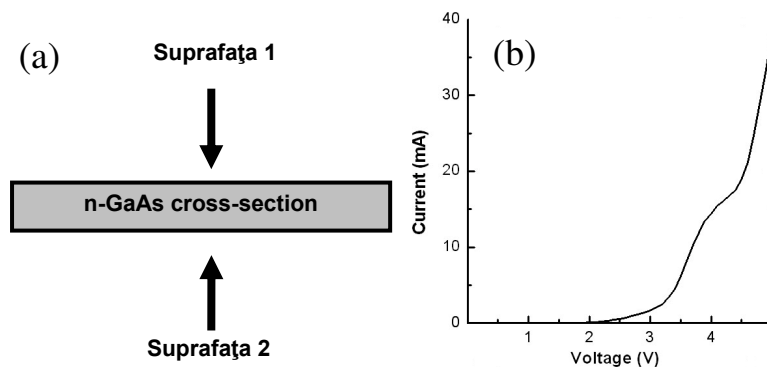 (a)
Suprafaţa 1
n-GaAs cross-section
Suprafaţa 2
(b)
Current (mA)
40
30
20
10
0
1 2 3 4
Voltage (V)